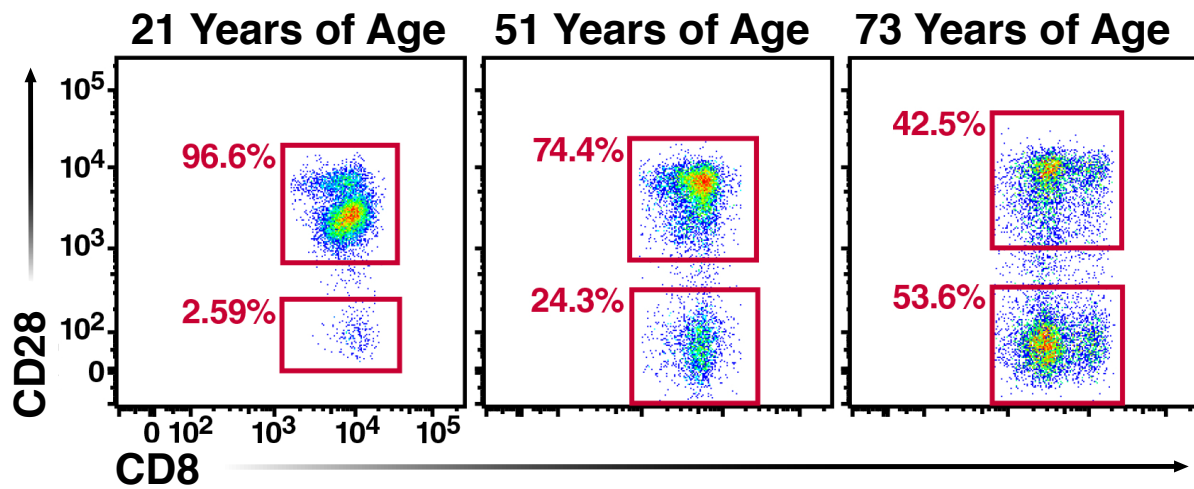 21 Years of Age
51 Years of Age
73 Years of Age
10⁵
10⁴
10³
10²
0
CD28
96.6%
2.59%
74.4%
24.3%
42.5%
53.6%
0 10² 10³ 10⁴ 10⁵
CD8